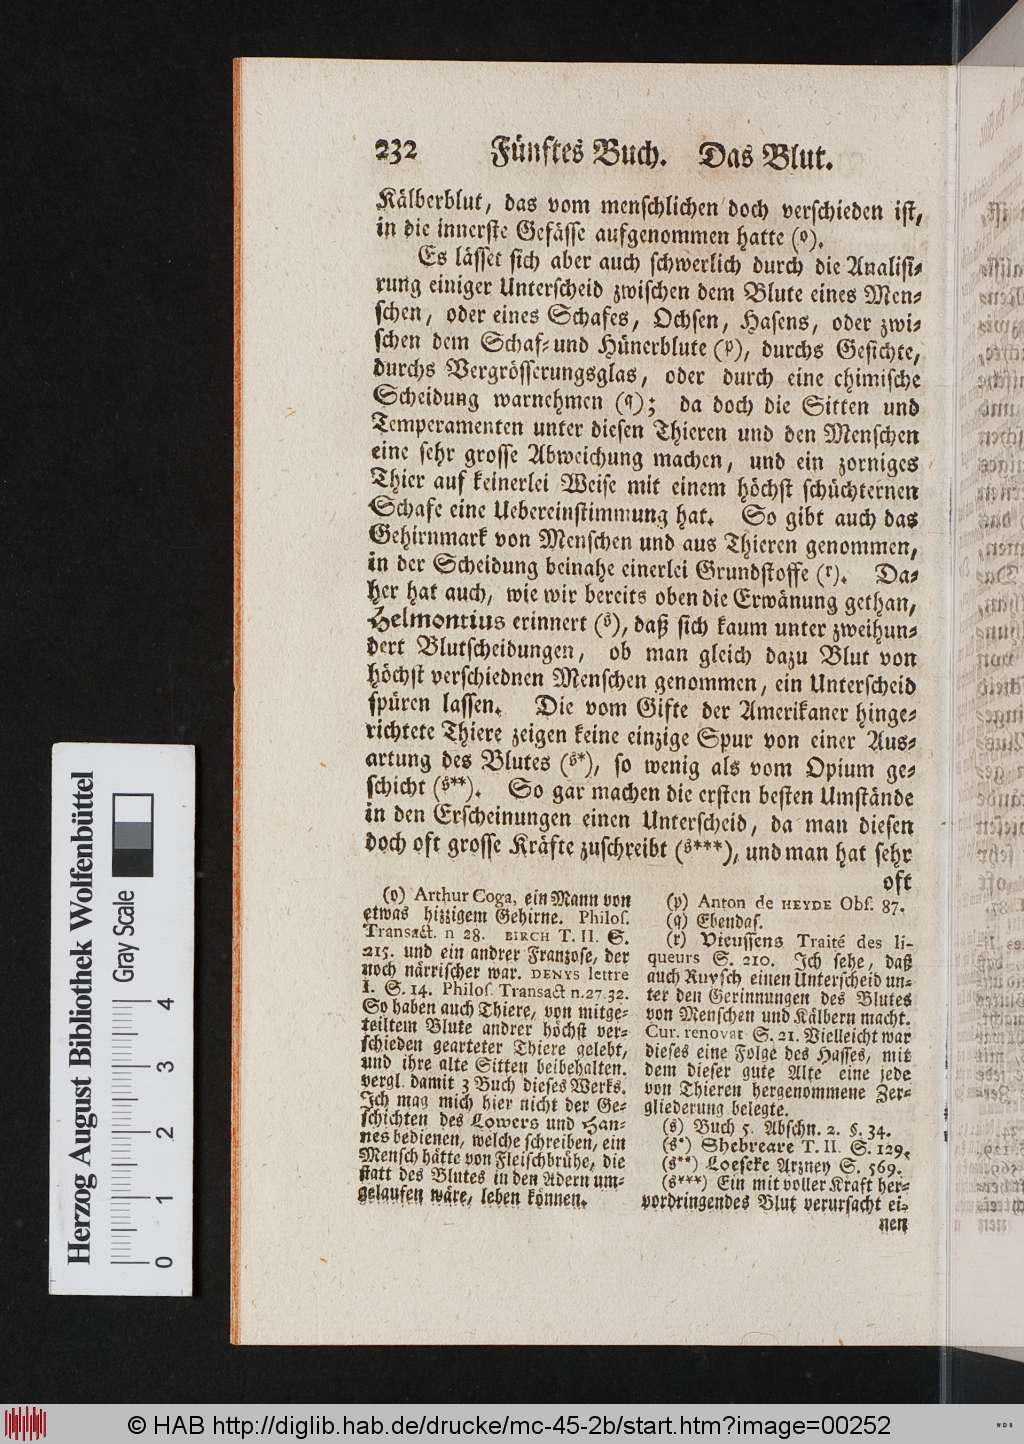 232 Fünftes Buch. Das Blut.
Kälberblut, das vom menschlichen doch verschieden ist,
in die innerste Gefässe aufgenommen hatte (o).
Es lässet sich aber auch schwerlich durch die Analisi-
rung einiger Unterscheid zwischen dem Blute eines Men-
schen, oder eines Schafes, Ochsen, Hasens, oder zwi-
schen dem Schaf- und Hünerblute (p), durchs Gesichte,
durchs Vergrösserungsglas, oder durch eine chimische
Scheidung warnehmen (q); da doch die Sitten und
Temperamenten unter diesen Thieren und den Menschen
eine sehr grosse Abweichung machen, und ein zorniges
Thier auf keinerlei Weise mit einem höchst schüchternen
Schafe eine Uebereinstimmung hat. So gibt auch das
Gehirnmark von Menschen und aus Thieren genommen,
in der Scheidung beinahe einerlei Grundstoffe (r). Da-
her hat auch, wie wir bereits oben die Erwänung gethan,
Helmontius erinnert (s), daß sich kaum unter zweihun-
dert Blutscheidungen, ob man gleich dazu Blut von
höchst verschiednen Menschen genommen, ein Unterscheid
spüren lassen. Die vom Gifte der Amerikaner hinge-
richtete Thiere zeigen keine einzige Spur von einer Aus-
artung des Blutes (s*), so wenig als vom Opium ge-
schicht (s**). So gar machen die ersten besten Umstände
in den Erscheinungen einen Unterscheid, da man diesen
doch oft grosse Kräfte zuschreibt (s***), und man hat sehr
oft
(o) Arthur Coga, ein Mann von
etwas hizzigem Gehirne. Philos.
Transact. n 28. BIRCH T. II. S.
215. und ein andrer Franzose, der
noch närrischer war. DENYS lettre
I. S. 14. Philos. Transact n. 27. 32.
So haben auch Thiere, von mitge-
teiltem Blute andrer höchst ver-
schieden gearteter Thiere gelebt,
und ihre alte Sitten beibehalten.
vergl. damit 3 Buch dieses Werks.
Ich mag mich hier nicht der Ge-
schichten des Lowers und Han-
nes bedienen, welche schreiben, ein
Mensch hätte von Fleischbrühe, die
statt des Blutes in den Adern um-
gelaufen wäre, leben können.
(p) Anton de HEYDE Obs. 87.
(q) Ebendas.
(r) Vieussens Traité des li-
queurs S. 210. Ich sehe, daß
auch Ruysch einen Unterscheid un-
ter den Gerinnungen des Blutes
von Menschen und Kälbern macht.
Cur. renovat S. 21. Vielleicht war
dieses eine Folge des Hasses, mit
dem dieser gute Alte eine jede
von Thieren hergenommene Zer-
gliederung belegte.
(s) Buch 5. Abschn. 2. §. 34.
(s*) Shebreare T. II. S. 129.
(s**) Loeseke Arzney S. 569.
(s***) Ein mit voller Kraft her-
vordringendes Blut verursacht ei-
nen
Herzog August Bibliothek Wolfenbüttel
Gray Scale
0 1 2 3 4
© HAB http://diglib.hab.de/drucke/mc-45-2b/start.htm?image=00252